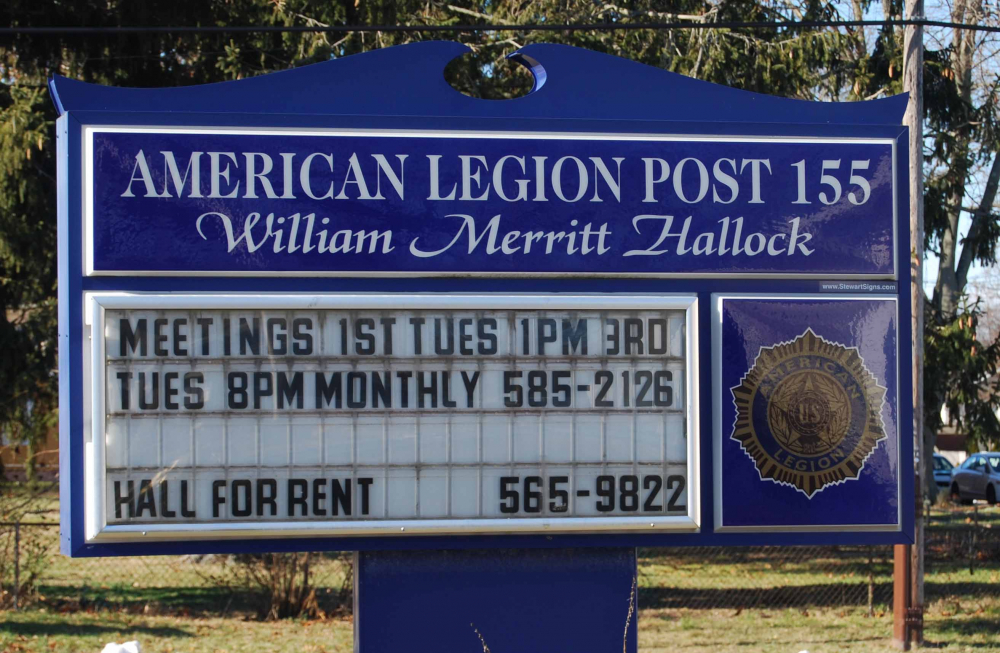 AMERICAN LEGION POST 155
William Merritt Hallock
www.StewartSigns.com
MEETINGS 1ST TUES 1PM 3RD
TUES 8PM MONTHLY 585-2126
HALL FOR RENT 565-9822
AMERICAN
US
LEGION